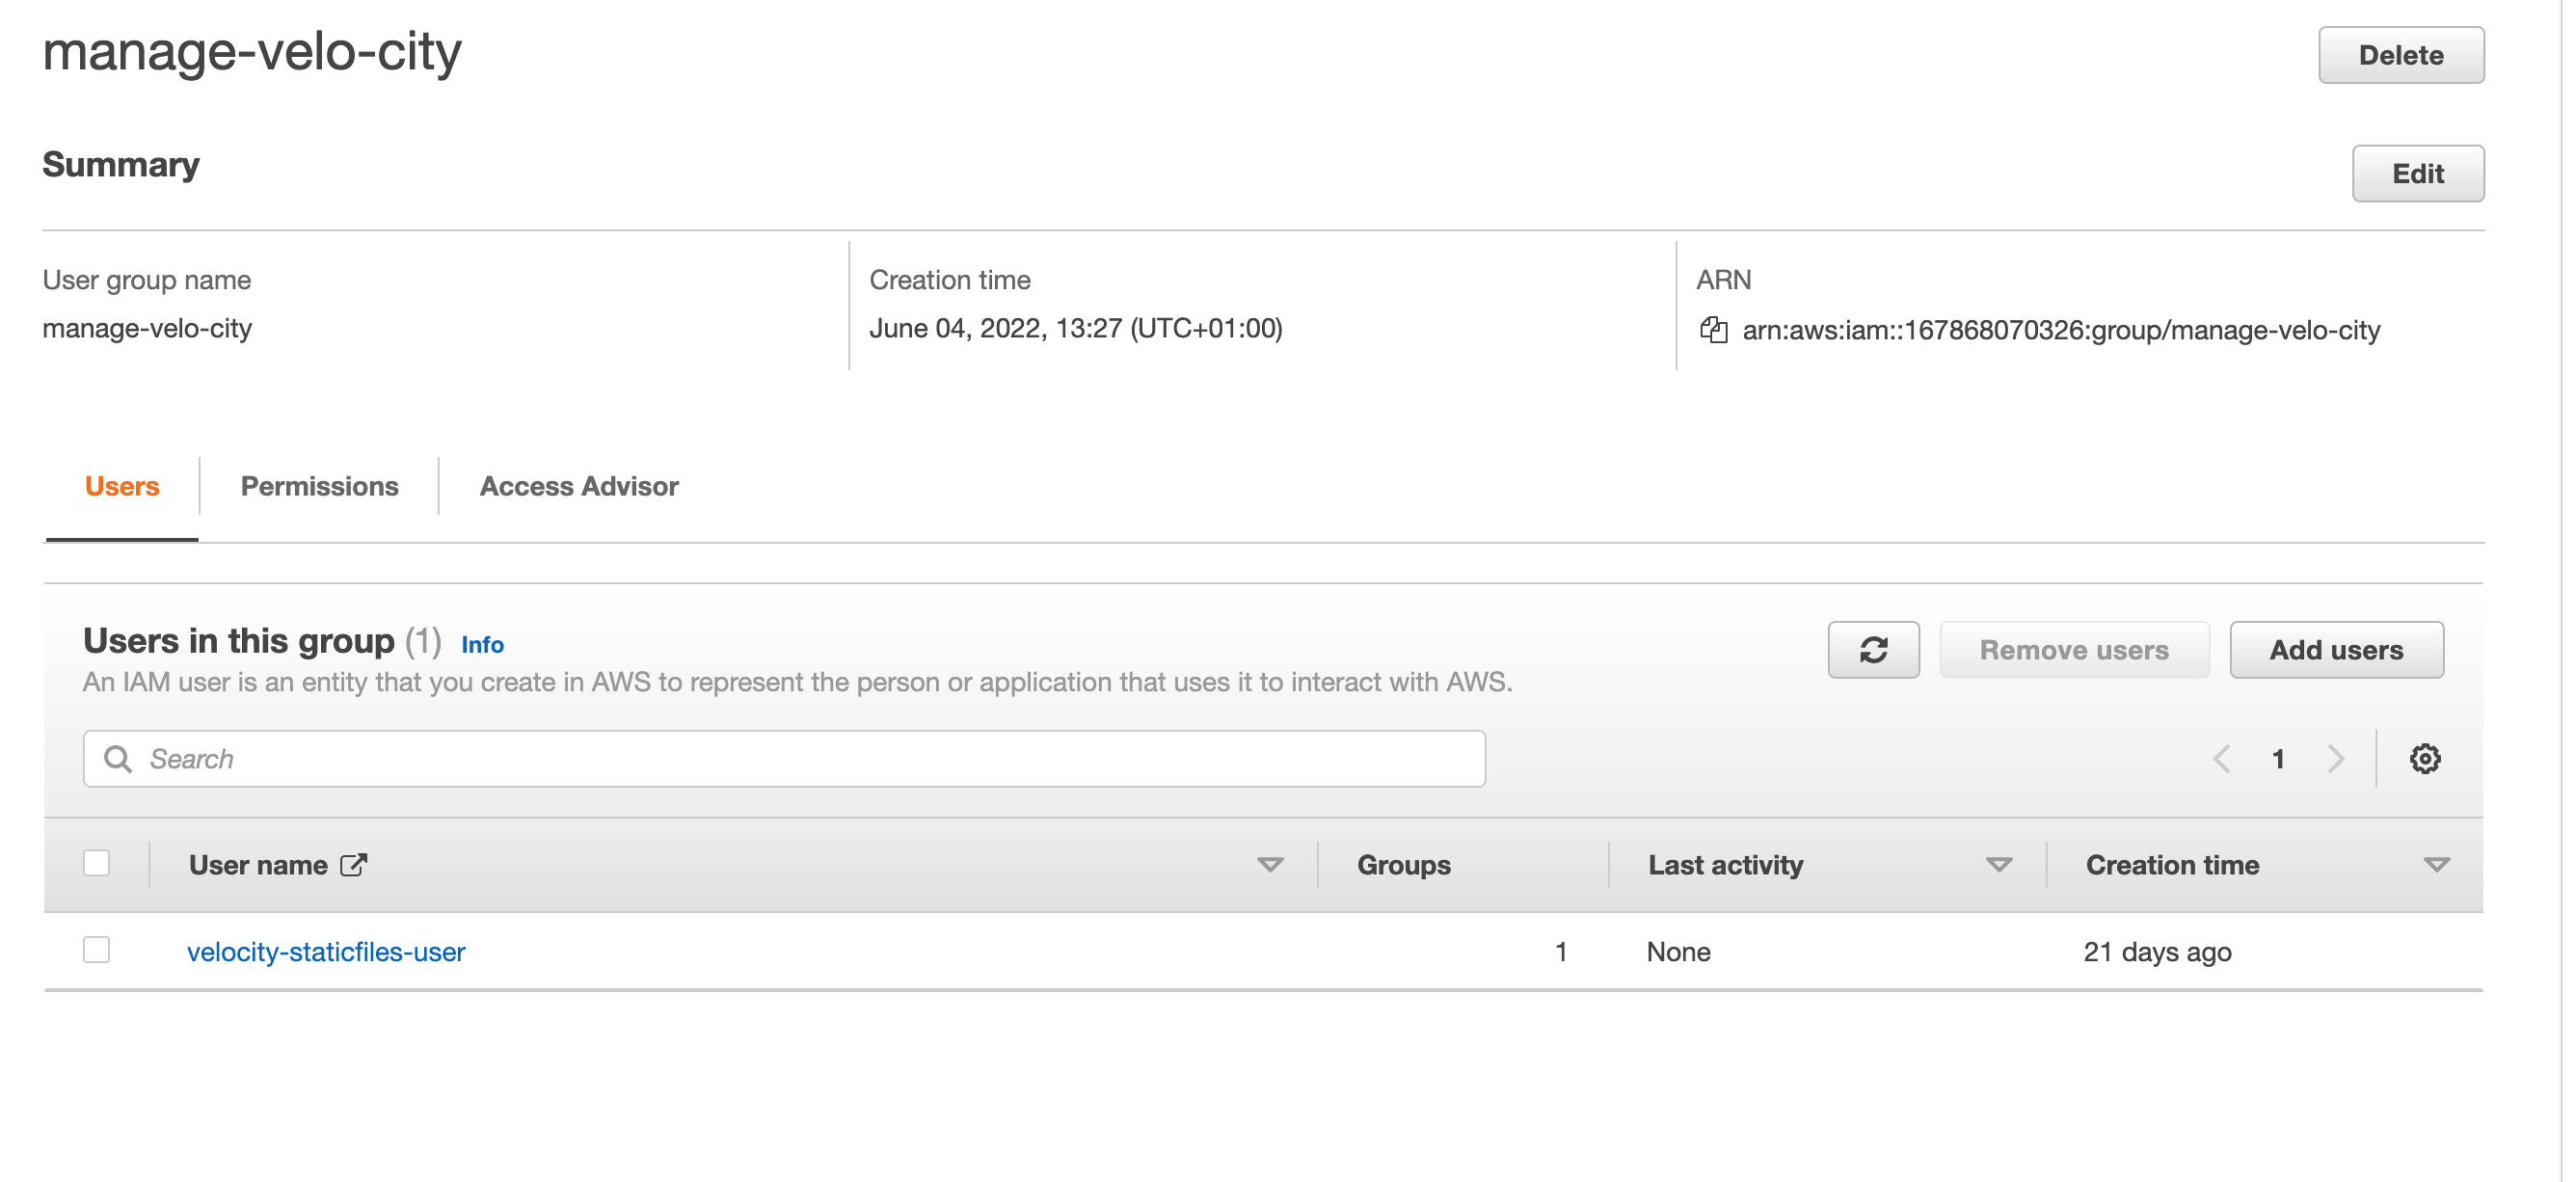 manage-velo-city
Delete
Summary
Edit
User group name
Creation time
ARN
manage-velo-city
June 04, 2022, 13:27 (UTC+01:00)
arn:aws:iam::167868070326:group/manage-velo-city
Users
Permissions
Access Advisor
Users in this group (1) Info
Remove users
Add users
An IAM user is an entity that you create in AWS to represent the person or application that uses it to interact with AWS.
Search
1
User name
Groups
Last activity
Creation time
velocity-staticfiles-user
1
None
21 days ago